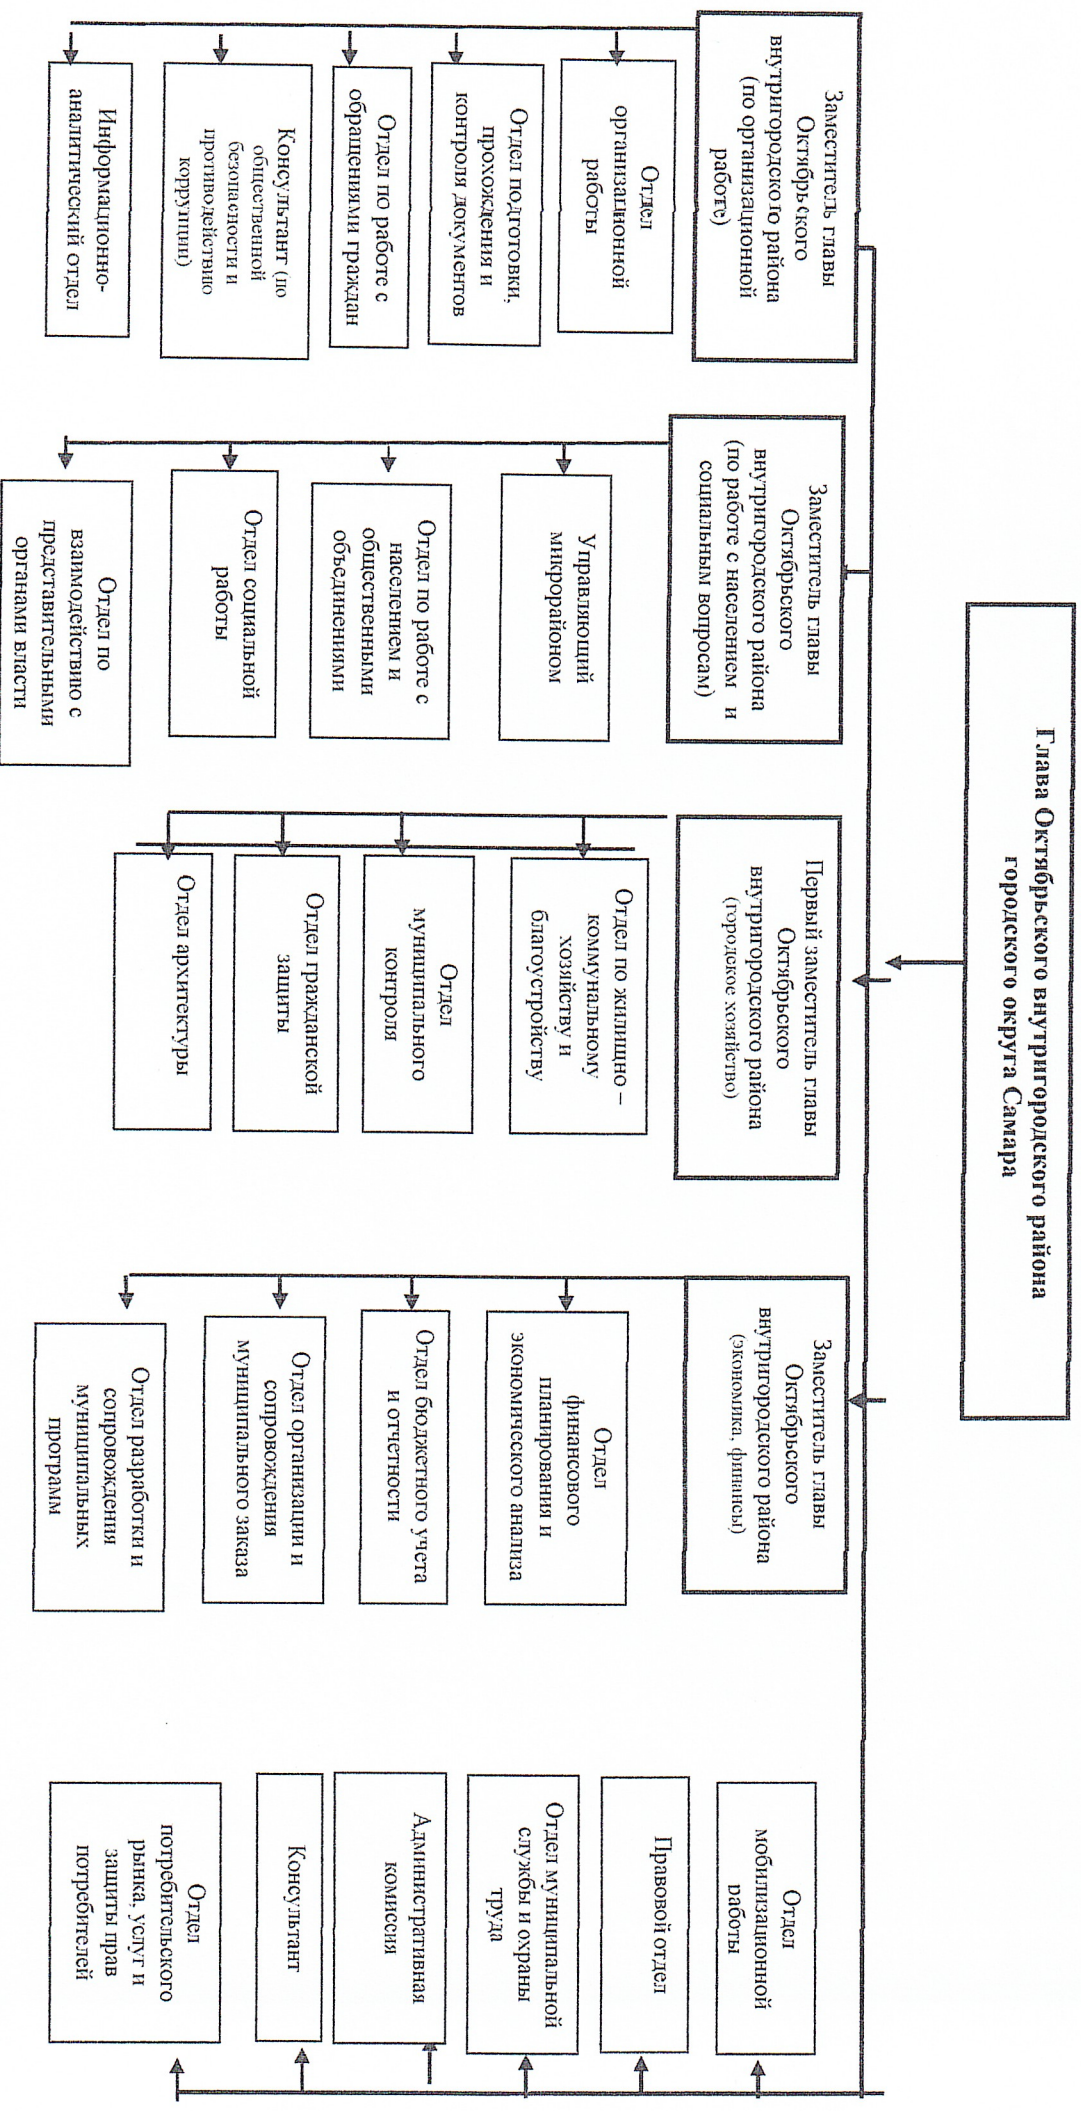 Глава Октябрьского внутригородского района
городского округа Самара
Заместитель главы
Октябрьского
внутригородского района
(по организационной
работе)
Отдел
организационной
работы
Отдел подготовки,
прохождения и
контроля документов
Отдел по работе с
обращениями граждан
Консультант (по
общественной
безопасности и
противодействию
коррупции)
Информационно-
аналитический отдел
Заместитель главы
Октябрьского
внутригородского района
(по работе с населением и
социальным вопросам)
Управляющий
микрорайоном
Отдел по работе с
населением и
общественными
объединениями
Отдел социальной
работы
Отдел по
взаимодействию с
представительными
органами власти
Первый заместитель главы
Октябрьского
внутригородского района
(городское хозяйство)
Отдел по жилищно –
коммунальному
хозяйству и
благоустройству
Отдел
муниципального
контроля
Отдел гражданской
защиты
Отдел архитектуры
Заместитель главы
Октябрьского
внутригородского района
(экономика, финансы)
Отдел
финансового
планирования и
экономического анализа
Отдел бюджетного учета
и отчетности
Отдел организации и
сопровождения
муниципального заказа
Отдел разработки и
сопровождения
муниципальных
программ
Отдел
мобилизационной
работы
Правовой отдел
Отдел муниципальной
службы и охраны
труда
Административная
комиссия
Консультант
Отдел
потребительского
рынка, услуг и
защиты прав
потребителей